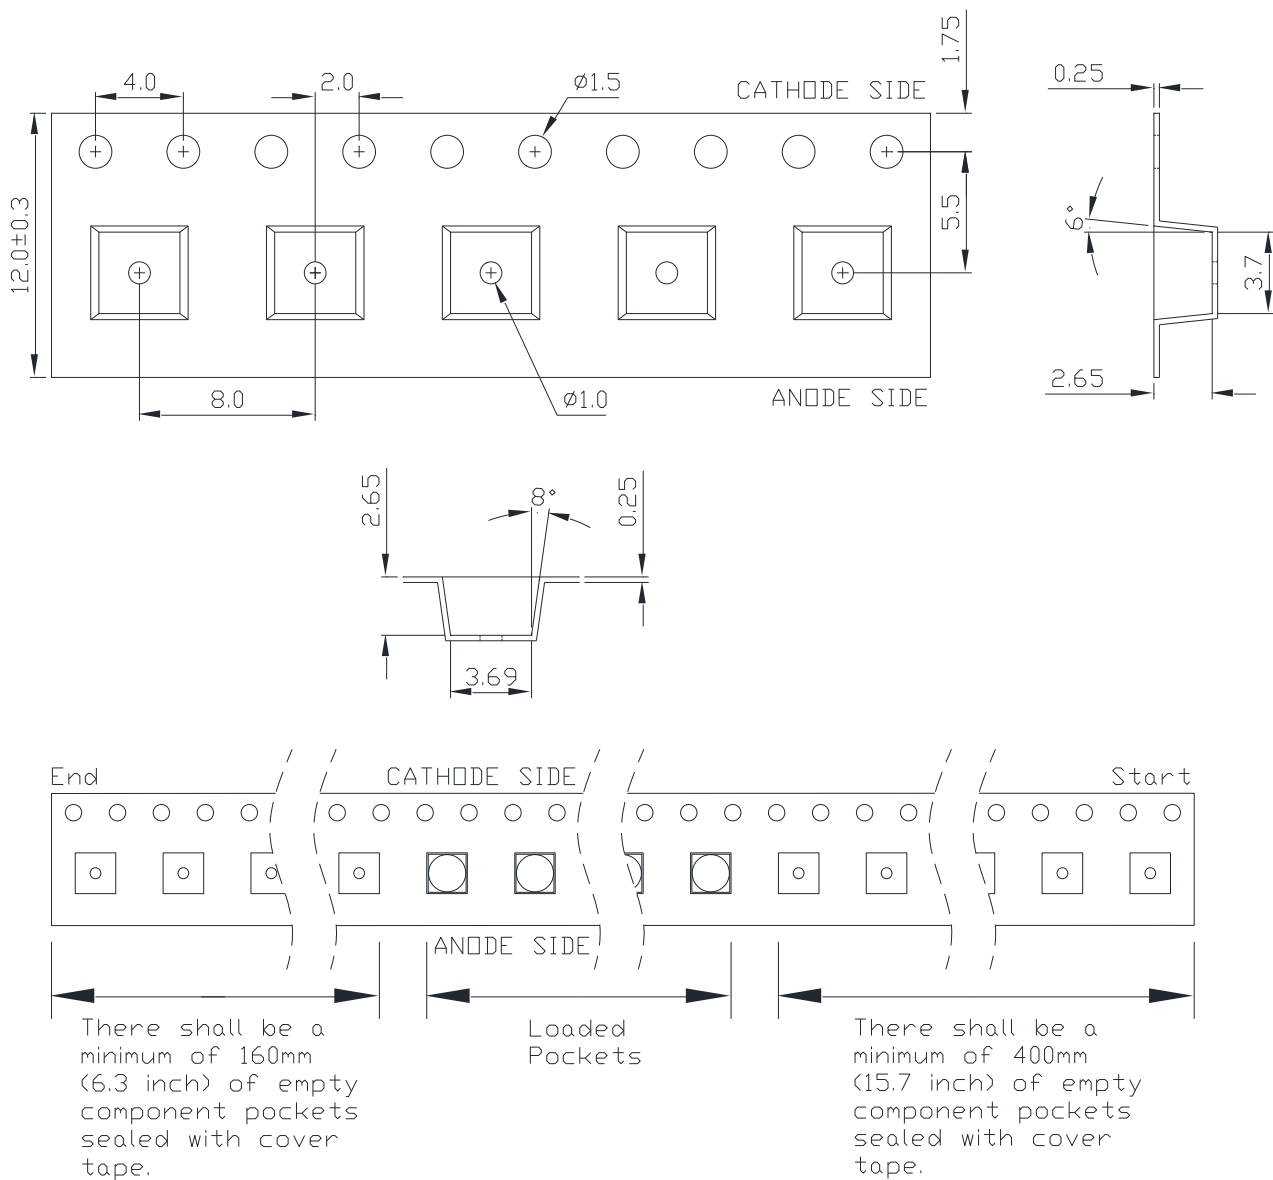 4.0
2.0
ø1.5
CATHODE SIDE
1.75
0.25
12.0±0.3
5.5
6°
3.7
8.0
ø1.0
ANODE SIDE
2.65
2.65
8°
0.25
3.69
End
CATHODE SIDE
Start
ANODE SIDE
There shall be a
minimum of 160mm
(6.3 inch) of empty
component pockets
sealed with cover
tape.
Loaded
Pockets
There shall be a
minimum of 400mm
(15.7 inch) of empty
component pockets
sealed with cover
tape.